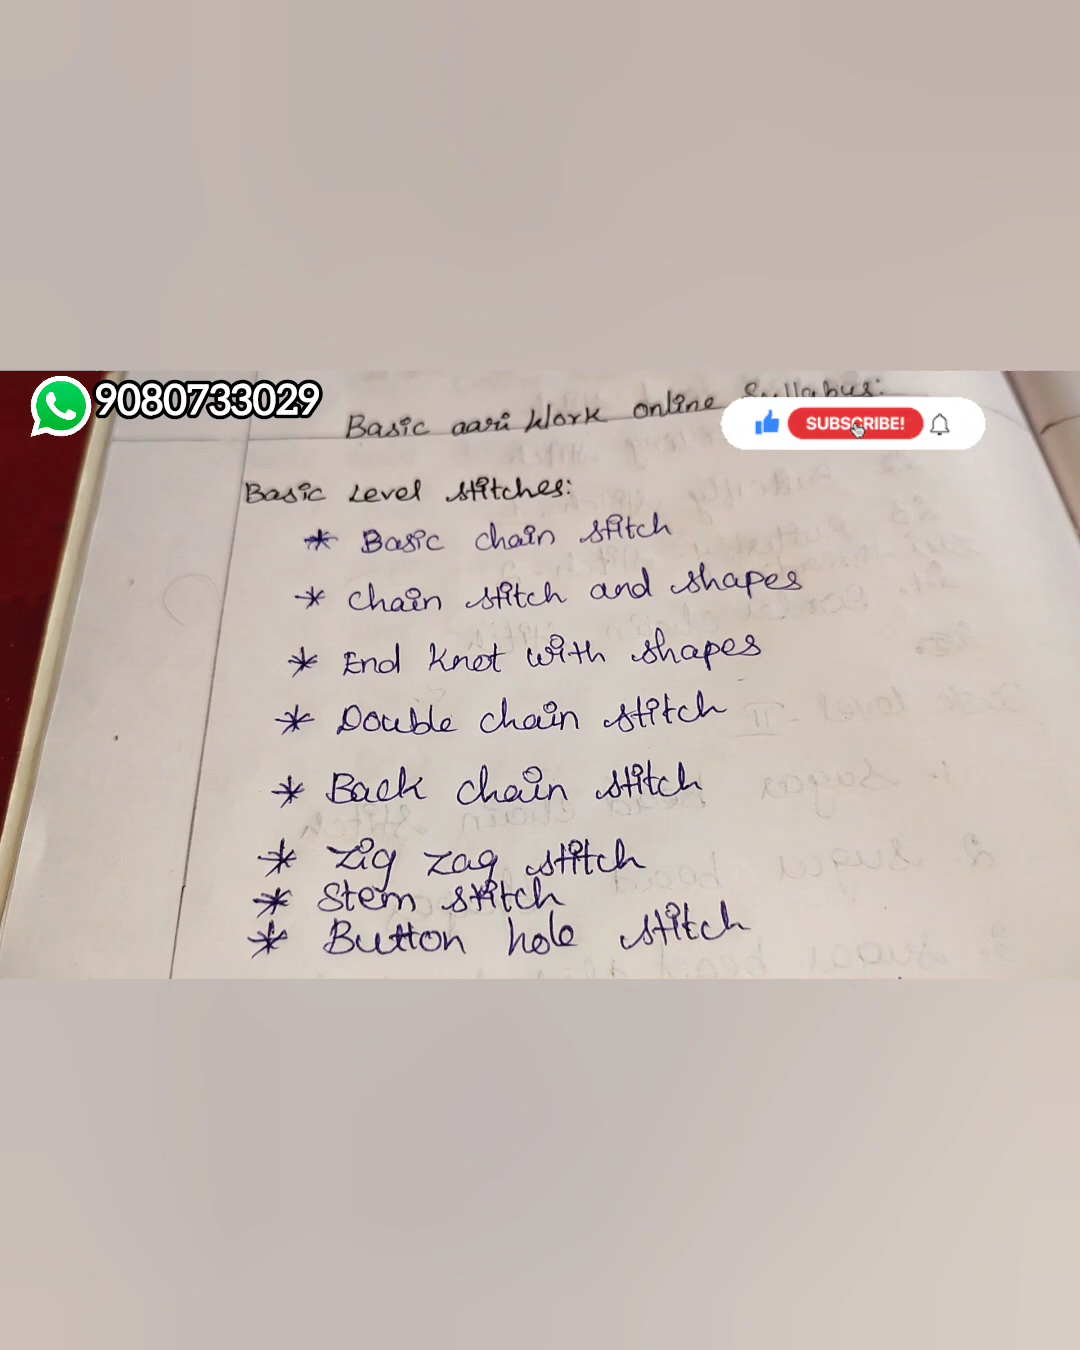 9080733029
Basic aari Work online Syllabus:
SUBSCRIBE!
Basic Level stitches:
* Basic chain stitch
* chain stitch and shapes
* End Knot with shapes
* Double chain stitch
* Back chain stitch
* Zig zag stitch
* Stem stitch
* Button hole stitch